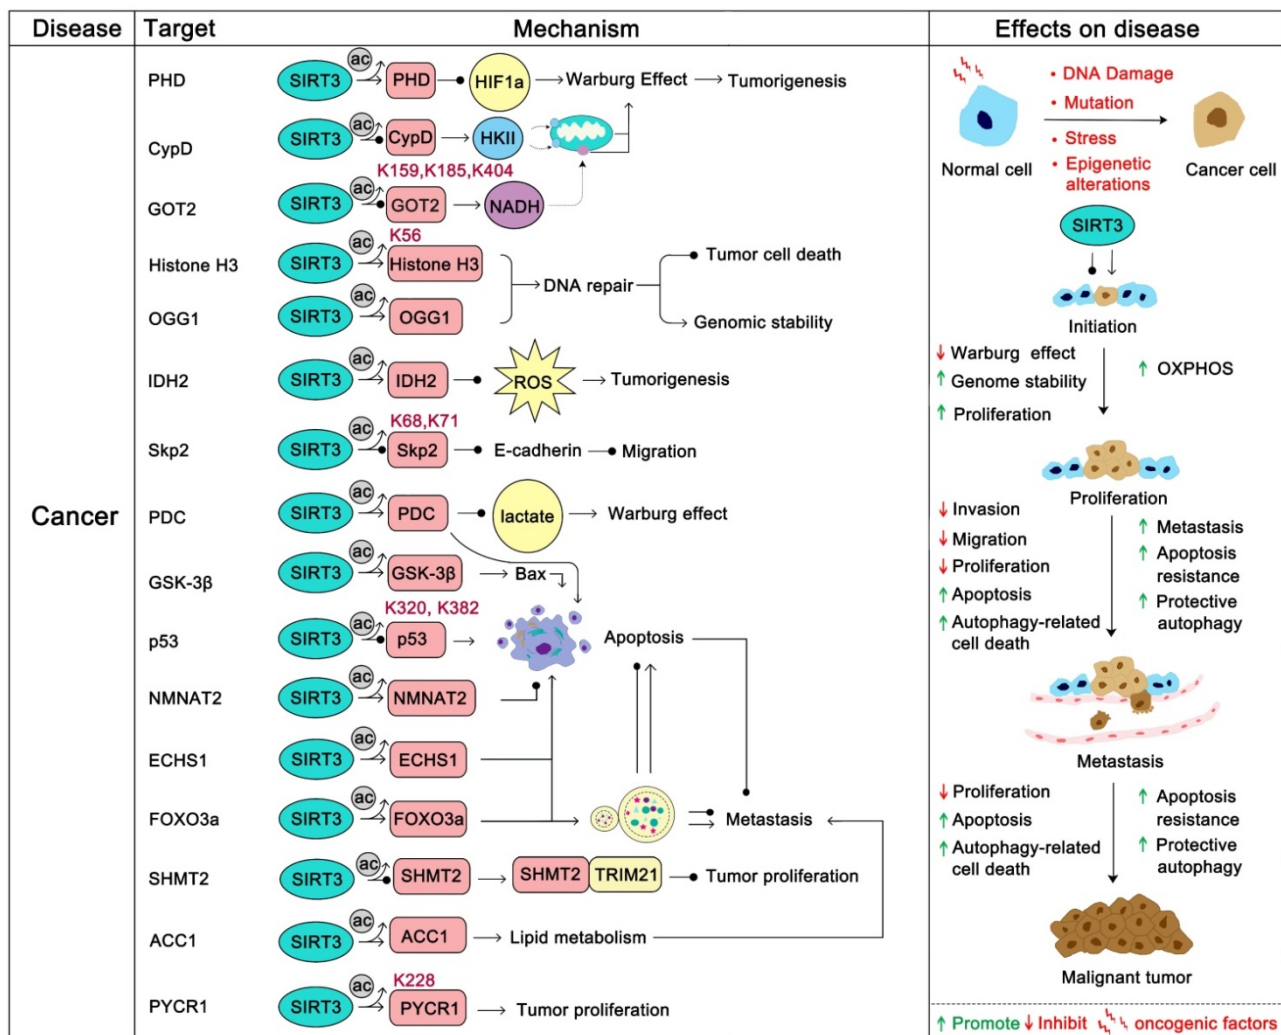 Disease Target Mechanism Effects on disease
Cancer
PHD SIRT3 ac PHD HIF1a Warburg Effect Tumorigenesis
CypD SIRT3 ac CypD HKII
K159,K185,K404
GOT2 SIRT3 ac GOT2 NADH
K56
Histone H3 SIRT3 ac Histone H3
DNA repair
Tumor cell death
Genomic stability
OGG1 SIRT3 ac OGG1
IDH2 SIRT3 ac IDH2 ROS Tumorigenesis
K68,K71
Skp2 SIRT3 ac Skp2 E-cadherin Migration
PDC SIRT3 ac PDC lactate Warburg effect
GSK-3β SIRT3 ac GSK-3β Bax
K320, K382
p53 SIRT3 ac p53 Apoptosis
NMNAT2 SIRT3 ac NMNAT2
ECHS1 SIRT3 ac ECHS1
FOXO3a SIRT3 ac FOXO3a Metastasis
SHMT2 SIRT3 ac SHMT2 SHMT2 TRIM21 Tumor proliferation
ACC1 SIRT3 ac ACC1 Lipid metabolism
K228
PYCR1 SIRT3 ac PYCR1 Tumor proliferation
• DNA Damage
• Mutation
• Stress
• Epigenetic
alterations
Normal cell
Cancer cell
SIRT3
Initiation
Warburg effect
Genome stability
Proliferation
OXPHOS
Proliferation
Invasion
Migration
Proliferation
Apoptosis
Autophagy-related
cell death
Metastasis
Apoptosis
resistance
Protective
autophagy
Metastasis
Proliferation
Apoptosis
Autophagy-related
cell death
Apoptosis
resistance
Protective
autophagy
Malignant tumor
Promote Inhibit oncogenic factors